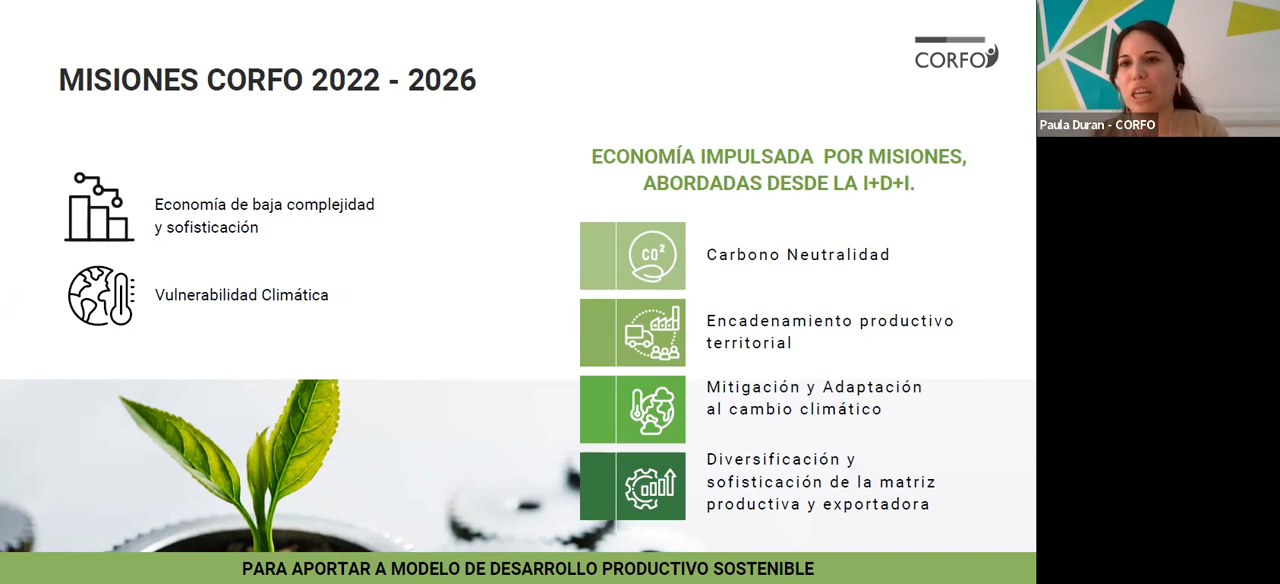 MISIONES CORFO 2022 - 2026
CORFO
Economía de baja complejidad
y sofisticación
Vulnerabilidad Climática
ECONOMÍA IMPULSADA POR MISIONES,
ABORDADAS DESDE LA I+D+I.
CO²
Carbono Neutralidad
Encadenamiento productivo
territorial
Mitigación y Adaptación
al cambio climático
Diversificación y
sofisticación de la matriz
productiva y exportadora
PARA APORTAR A MODELO DE DESARROLLO PRODUCTIVO SOSTENIBLE
Paula Duran - CORFO